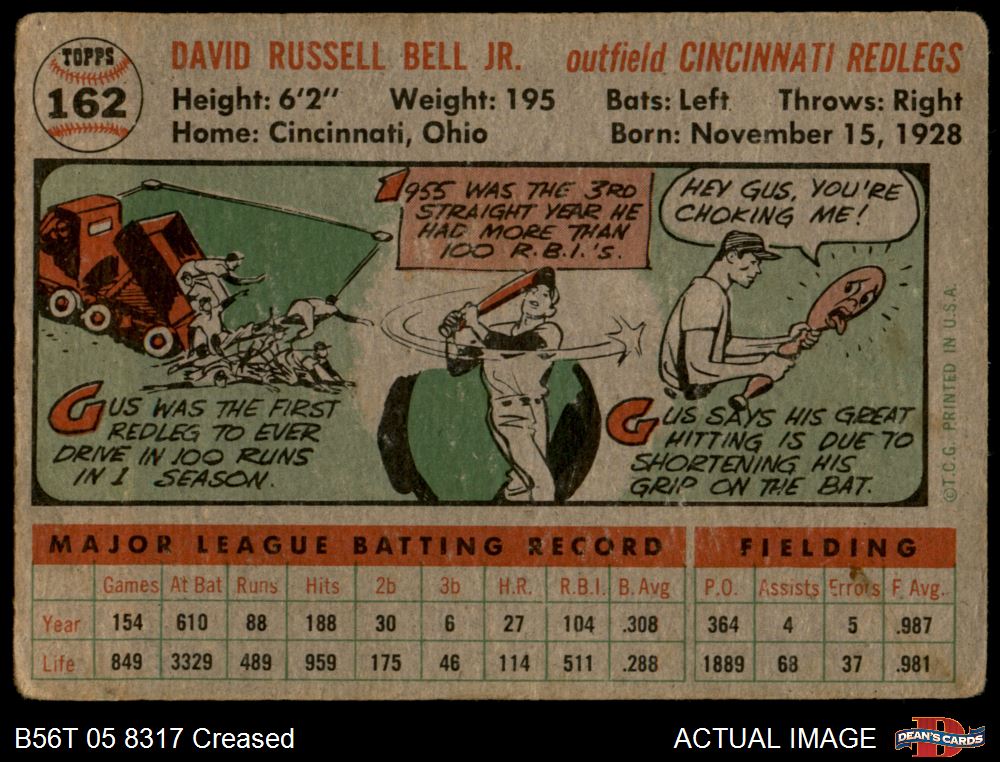 TOPPS
162
DAVID RUSSELL BELL JR. outfield CINCINNATI REDLEGS
Height: 6'2" Weight: 195 Bats: Left Throws: Right
Home: Cincinnati, Ohio Born: November 15, 1928
GUS WAS THE FIRST
REDLEG TO EVER
DRIVE IN 100 RUNS
IN 1 SEASON.
1955 WAS THE 3RD
STRAIGHT YEAR HE
HAD MORE THAN
100 R.B.I.'S.
HEY GUS, YOU'RE
CHOKING ME!
GUS SAYS HIS GREAT
HITTING IS DUE TO
SHORTENING HIS
GRIP ON THE BAT.
©T.C.G. PRINTED IN U.S.A.
MAJOR LEAGUE BATTING RECORD FIELDING
Games At Bat Runs Hits 2b 3b H.R. R.B.I. B. Avg P.O. Assists Errors F. Avg.
Year 154 610 88 188 30 6 27 104 .308 364 4 5 .987
Life 849 3329 489 959 175 46 114 511 .288 1889 68 37 .981
B56T 05 8317 Creased ACTUAL IMAGE
DEAN'S CARDS